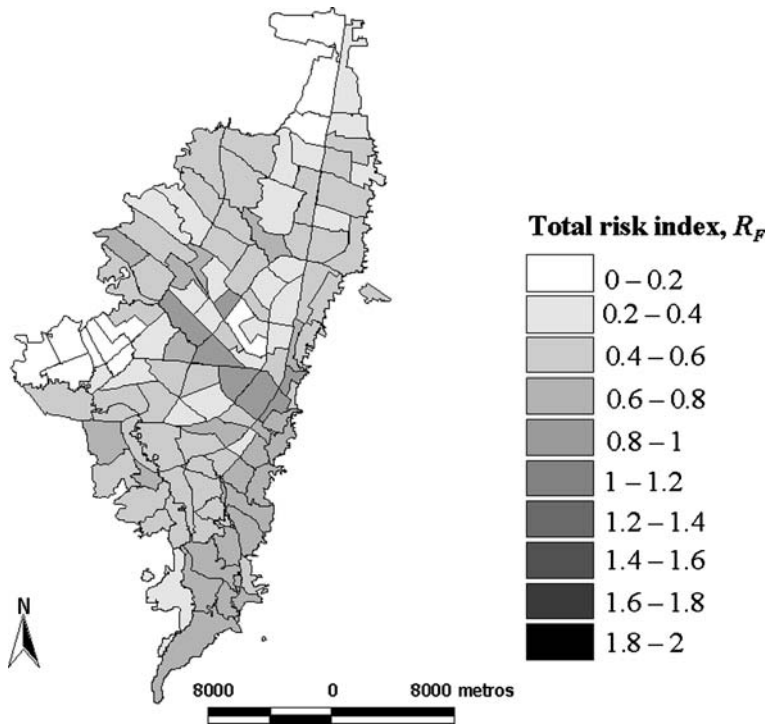 Total risk index, R_F
0 – 0.2
0.2 – 0.4
0.4 – 0.6
0.6 – 0.8
0.8 – 1
1 – 1.2
1.2 – 1.4
1.4 – 1.6
1.6 – 1.8
1.8 – 2
N
8000 0 8000 metros